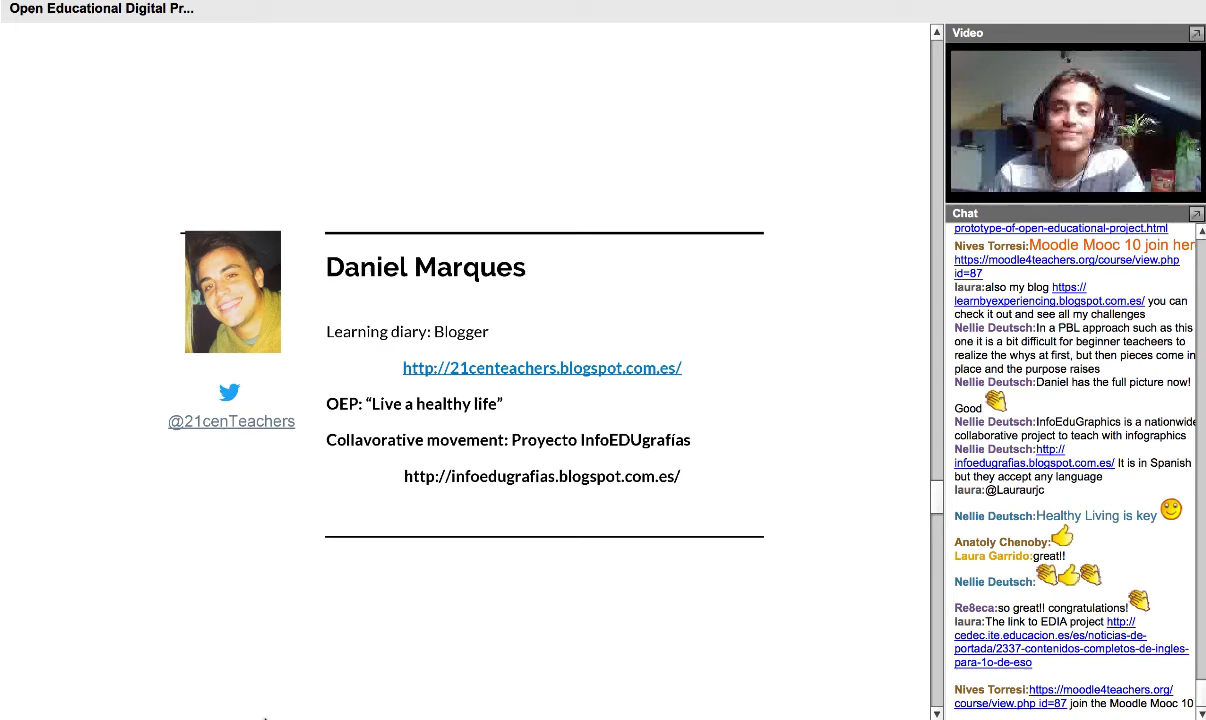 Open Educational Digital Pr...
Daniel Marques
Learning diary: Blogger
http://21centeachers.blogspot.com.es/
OEP: “Live a healthy life”
@21cenTeachers
Collavorative movement: Proyecto InfoEDUgrafías
http://infoedugrafias.blogspot.com.es/
Video
Chat
prototype-of-open-educational-project.html
Nives Torresi:Moodle Mooc 10 join her
https://moodle4teachers.org/course/view.php
id=87
laura:also my blog https://
learnbyexperiencing.blogspot.com.es/ you can
check it out and see all my challenges
Nellie Deutsch:In a PBL approach such as this
one it is a bit difficult for beginner teacheers to
realize the whys at first, but then pieces come in
place and the purpose raises
Nellie Deutsch:Daniel has the full picture now!
Good
Nellie Deutsch:InfoEduGraphics is a nationwide
collaborative project to teach with infographics
Nellie Deutsch:http://
infoedugrafias.blogspot.com.es/ It is in Spanish
but they accept any language
laura:@Lauraurjc
Nellie Deutsch:Healthy Living is key
Anatoly Chenoby:
Laura Garrido:great!!
Nellie Deutsch:
Re8eca:so great!! congratulations!
laura:The link to EDIA project http://
cedec.ite.educacion.es/es/noticias-de-
portada/2337-contenidos-completos-de-ingles-
para-1o-de-eso
Nives Torresi:https://moodle4teachers.org/
course/view.php id=87 join the Moodle Mooc 10